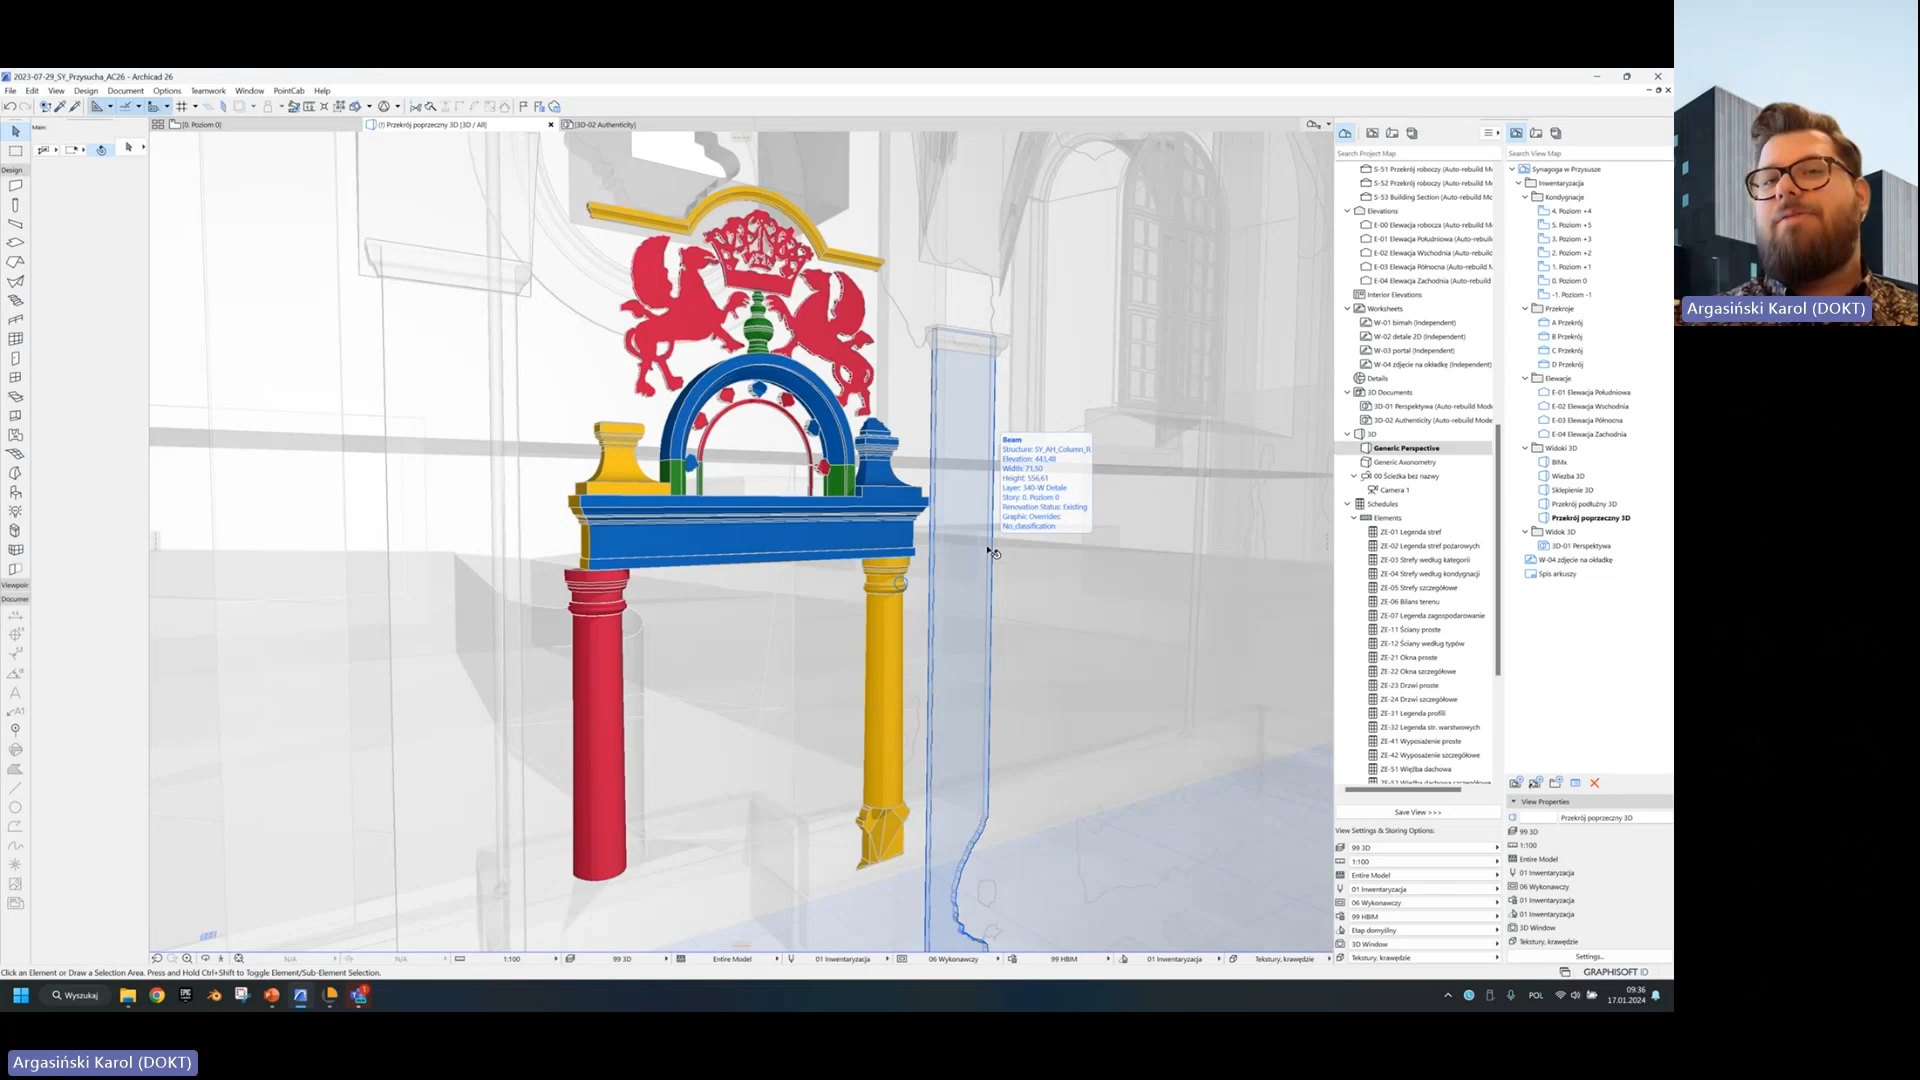 2023-07-29_SY_Przysucha_AC26 - Archicad 26
File Edit View Design Document Options Teamwork Window PointCab Help
Main:
[0. Poziom 0]
(!) Przekrój poprzeczny 3D [3D / All]
[3D-02 Authenticity]
Design
Viewpoir
Documer
Beam
Structure: SY_AH_Column_R
Elevation: 443,48
Width: 71,50
Height: 556,61
Layer: 340-W Detale
Story: 0. Poziom 0
Renovation Status: Existing
Graphic Overrides:
No_classification
Search Project Map
S-51 Przekrój roboczy (Auto-rebuild Mo
S-52 Przekrój roboczy (Auto-rebuild Mo
S-53 Building Section (Auto-rebuild Mo
Elevations
E-00 Elewacja robocza (Auto-rebuild M
E-01 Elewacja Południowa (Auto-rebuild
E-02 Elewacja Wschodnia (Auto-rebuild
E-03 Elewacja Północna (Auto-rebuild M
E-04 Elewacja Zachodnia (Auto-rebuild
Interior Elevations
Worksheets
W-01 bimah (Independent)
W-02 detale 2D (Independent)
W-03 portal (Independent)
W-04 zdjęcie na okładkę (Independent)
Details
3D Documents
3D-01 Perspektywa (Auto-rebuild Mode
3D-02 Authenticity (Auto-rebuild Mode
3D
Generic Perspective
Generic Axonometry
00 Ścieżka bez nazwy
Camera 1
Schedules
Elements
ZE-01 Legenda stref
ZE-02 Legenda stref pożarowych
ZE-03 Strefy według kategorii
ZE-04 Strefy według kondygnacji
ZE-05 Strefy szczegółowe
ZE-06 Bilans terenu
ZE-07 Legenda zagospodarowanie
ZE-11 Ściany proste
ZE-12 Ściany według typów
ZE-21 Okna proste
ZE-22 Okna szczegółowe
ZE-23 Drzwi proste
ZE-24 Drzwi szczegółowe
ZE-31 Legenda profili
ZE-32 Legenda str. warstwowych
ZE-41 Wyposażenie proste
ZE-42 Wyposażenie szczegółowe
ZE-51 Więźba dachowa
ZE-52 Więźba dachowa szczegółowe
Save View >>>
View Settings & Storing Options:
99 3D
1:100
Entire Model
01 Inwentaryzacja
06 Wykonawczy
99 HBIM
Etap domyślny
3D Window
Tekstury, krawędzie
Search View Map
Synagoga w Przysusze
Inwentaryzacja
Kondygnacje
4. Poziom +4
5. Poziom +5
3. Poziom +3
2. Poziom +2
1. Poziom +1
0. Poziom 0
-1. Poziom -1
Przekroje
A Przekrój
B Przekrój
C Przekrój
D Przekrój
Elewacje
E-01 Elewacja Południowa
E-02 Elewacja Wschodnia
E-03 Elewacja Północna
E-04 Elewacja Zachodnia
Widoki 3D
BIMx
Wiezba 3D
Sklepienie 3D
Przekrój podłużny 3D
Przekrój poprzeczny 3D
Widok 3D
3D-01 Perspektywa
W-04 zdjęcie na okładkę
Spis arkuszy
View Properties
Przekrój poprzeczny 3D
99 3D
1:100
Entire Model
01 Inwentaryzacja
06 Wykonawczy
01 Inwentaryzacja
01 Inwentaryzacja
3D Window
Tekstury, krawędzie
Settings...
N/A N/A 1:100 99 3D Entire Model 01 Inwentaryzacja 06 Wykonawczy 99 HBIM 01 Inwentaryzacja Tekstury, krawędzie
Click an Element or Draw a Selection Area. Press and Hold Ctrl+Shift to Toggle Element/Sub-Element Selection.
GRAPHISOFT ID
Wyszukaj
POL
09:36
17.01.2024
Argasiński Karol (DOKT)
Argasiński Karol (DOKT)